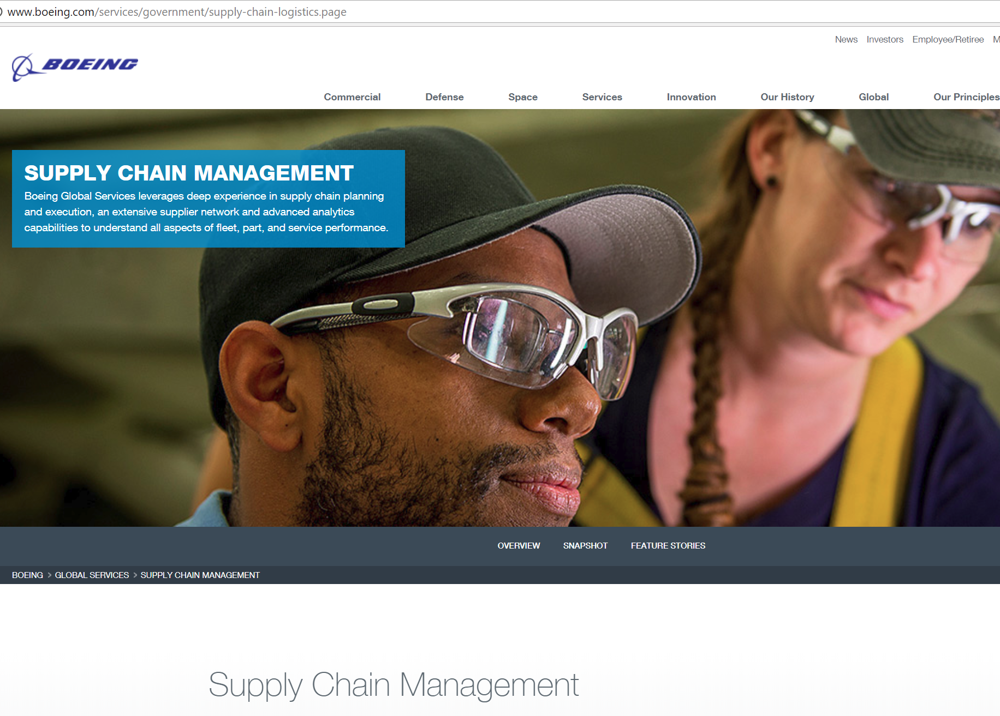 www.boeing.com/services/government/supply-chain-logistics.page
News Investors Employee/Retiree M
BOEING
Commercial Defense Space Services Innovation Our History Global Our Principles
SUPPLY CHAIN MANAGEMENT
Boeing Global Services leverages deep experience in supply chain planning
and execution, an extensive supplier network and advanced analytics
capabilities to understand all aspects of fleet, part, and service performance.
OVERVIEW SNAPSHOT FEATURE STORIES
BOEING > GLOBAL SERVICES > SUPPLY CHAIN MANAGEMENT
Supply Chain Management